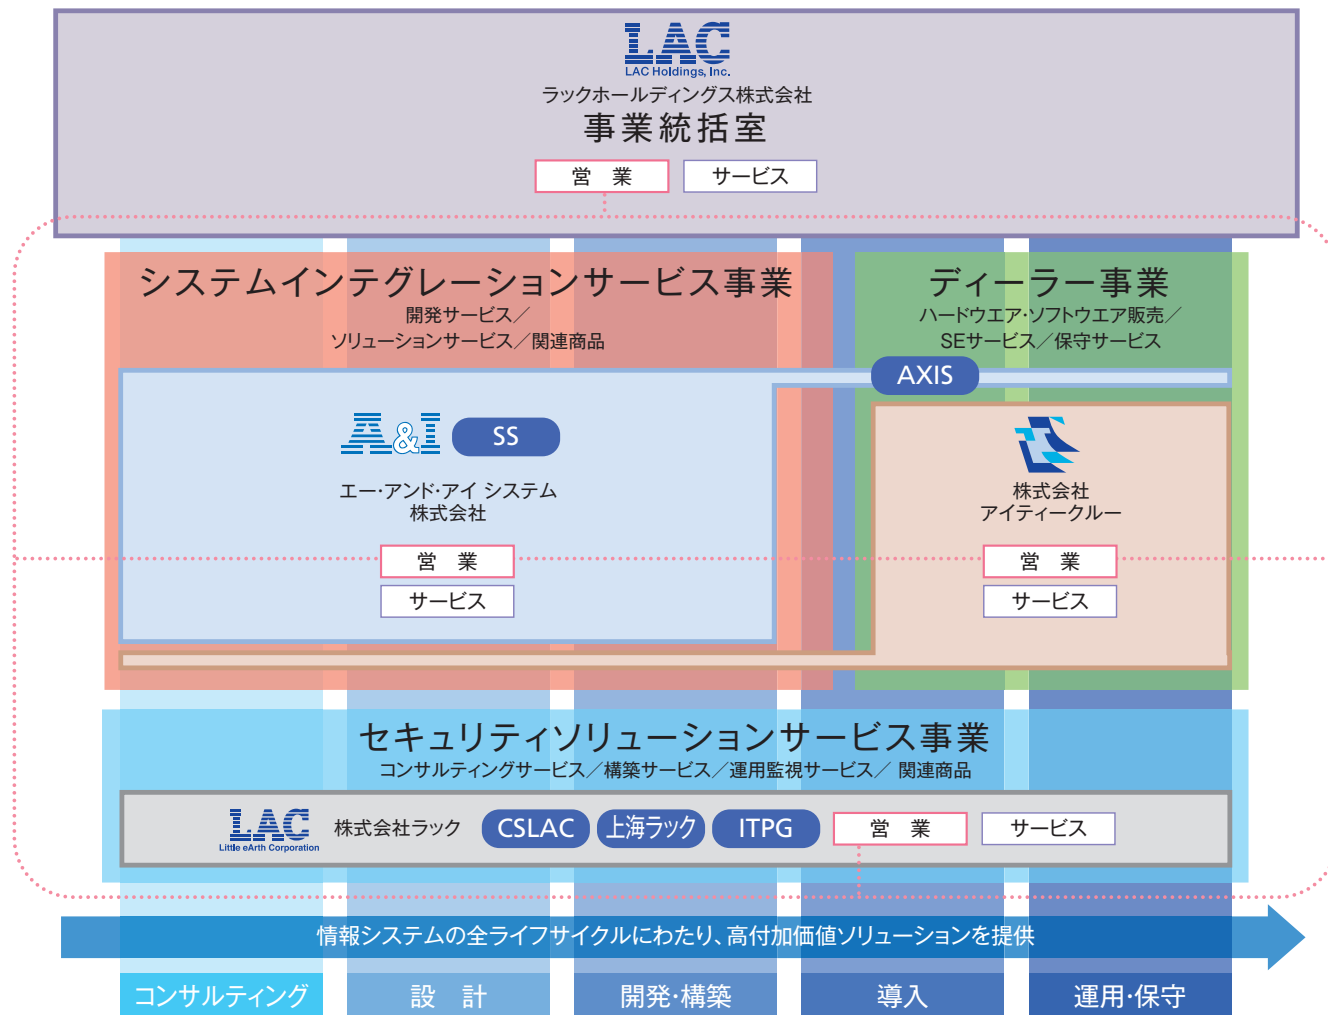 LAC
LAC Holdings, Inc.
ラックホールディングス株式会社
事業統括室
営 業
サービス
システムインテグレーションサービス事業
開発サービス／
ソリューションサービス／関連商品
ディーラー事業
ハードウエア・ソフトウエア販売／
SEサービス／保守サービス
AXIS
A&I
SS
エー・アンド・アイ システム
株式会社
営 業
サービス
株式会社
アイティークルー
営 業
サービス
セキュリティソリューションサービス事業
コンサルティングサービス／構築サービス／運用監視サービス／ 関連商品
LAC
Little eArth Corporation
株式会社ラック
CSLAC
上海ラック
ITPG
営 業
サービス
情報システムの全ライフサイクルにわたり、高付加価値ソリューションを提供
コンサルティング
設 計
開発・構築
導入
運用・保守